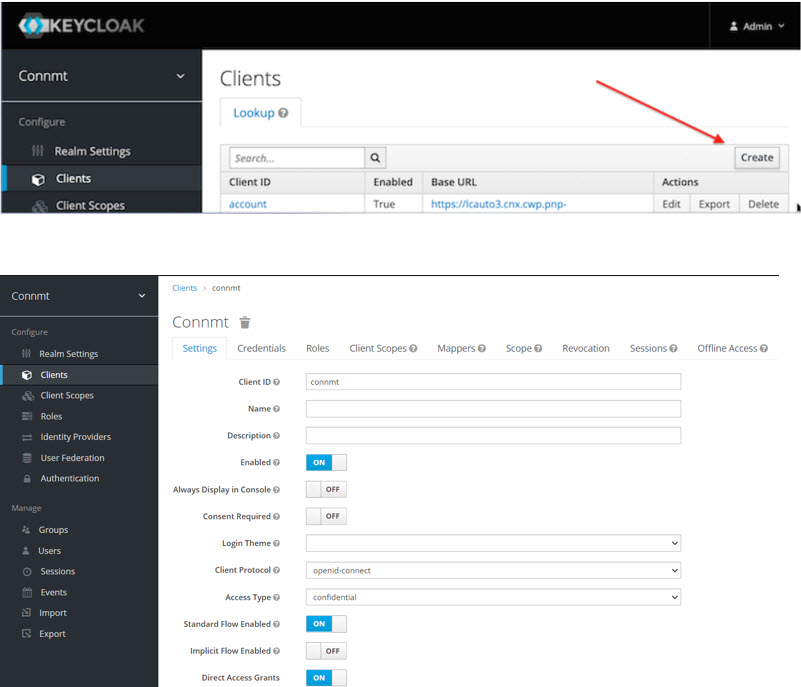 KEYCLOAK
Admin
Connmt
Configure
Realm Settings
Clients
Client Scopes
Clients
Lookup
Search...
Create
Client ID Enabled Base URL Actions
account True https://lcauto3.cnx.cwp.pnp- Edit Export Delete
Connmt
Configure
Realm Settings
Clients
Client Scopes
Roles
Identity Providers
User Federation
Authentication
Manage
Groups
Users
Sessions
Events
Import
Export
Clients > connmt
Connmt
Settings Credentials Roles Client Scopes Mappers Scope Revocation Sessions Offline Access
Client ID connmt
Name
Description
Enabled ON
Always Display in Console OFF
Consent Required OFF
Login Theme
Client Protocol openid-connect
Access Type confidential
Standard Flow Enabled ON
Implicit Flow Enabled OFF
Direct Access Grants ON